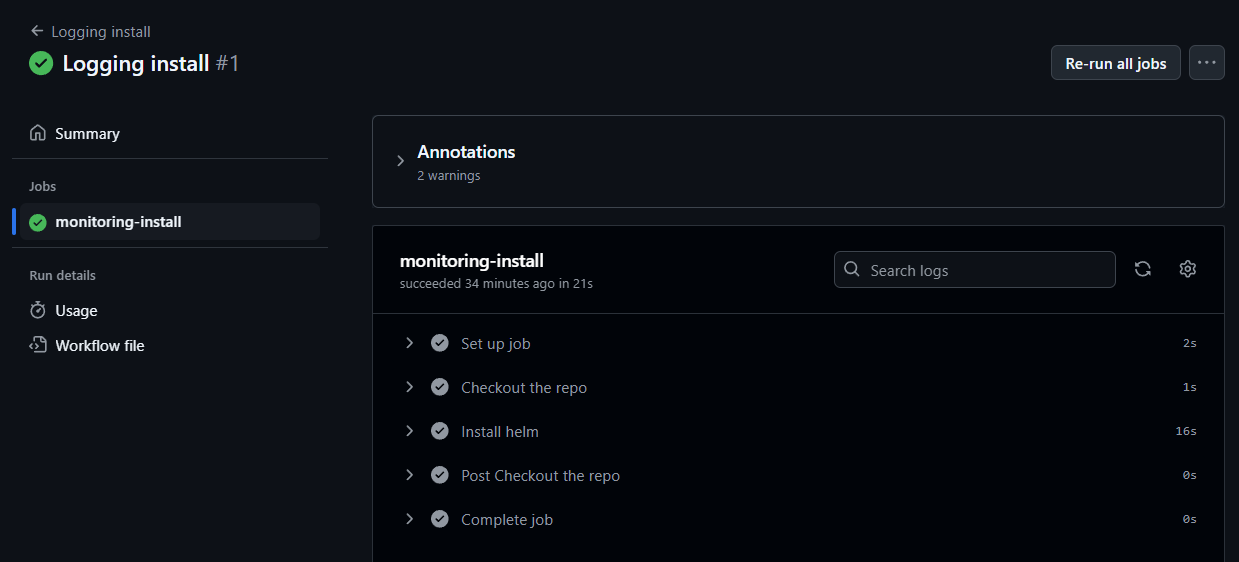 Logging install
Logging install #1
Re-run all jobs
Summary
Jobs
monitoring-install
Run details
Usage
Workflow file
Annotations
2 warnings
monitoring-install
succeeded 34 minutes ago in 21s
Search logs
Set up job 2s
Checkout the repo 1s
Install helm 16s
Post Checkout the repo 0s
Complete job 0s